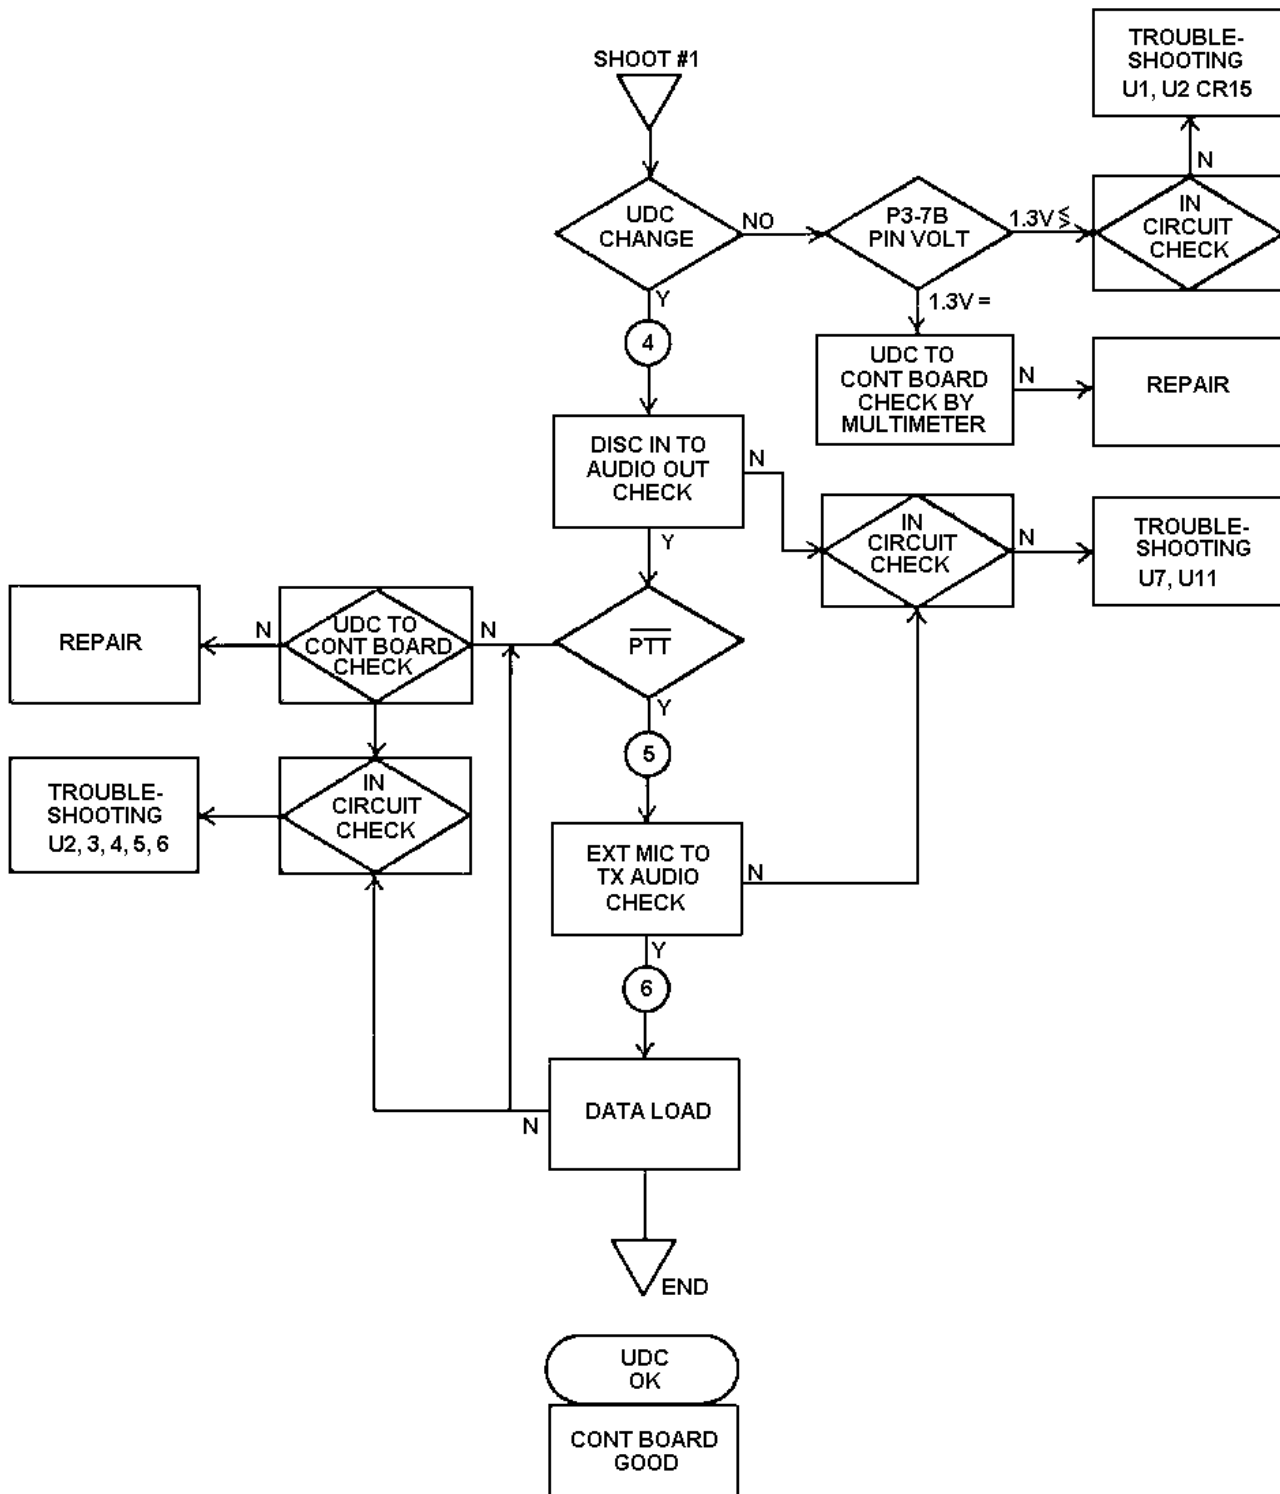 SHOOT #1
TROUBLE-
SHOOTING
U1, U2 CR15
N
UDC
CHANGE
NO
P3-7B
PIN VOLT
1.3V ≤
IN
CIRCUIT
CHECK
Y
1.3V =
4
UDC TO
CONT BOARD
CHECK BY
MULTIMETER
N
REPAIR
DISC IN TO
AUDIO OUT
CHECK
N
IN
CIRCUIT
CHECK
N
TROUBLE-
SHOOTING
U7, U11
Y
REPAIR
N
UDC TO
CONT BOARD
CHECK
N
PTT
Y
5
TROUBLE-
SHOOTING
U2, 3, 4, 5, 6
IN
CIRCUIT
CHECK
EXT MIC TO
TX AUDIO
CHECK
N
Y
6
DATA LOAD
N
END
UDC
OK
CONT BOARD
GOOD